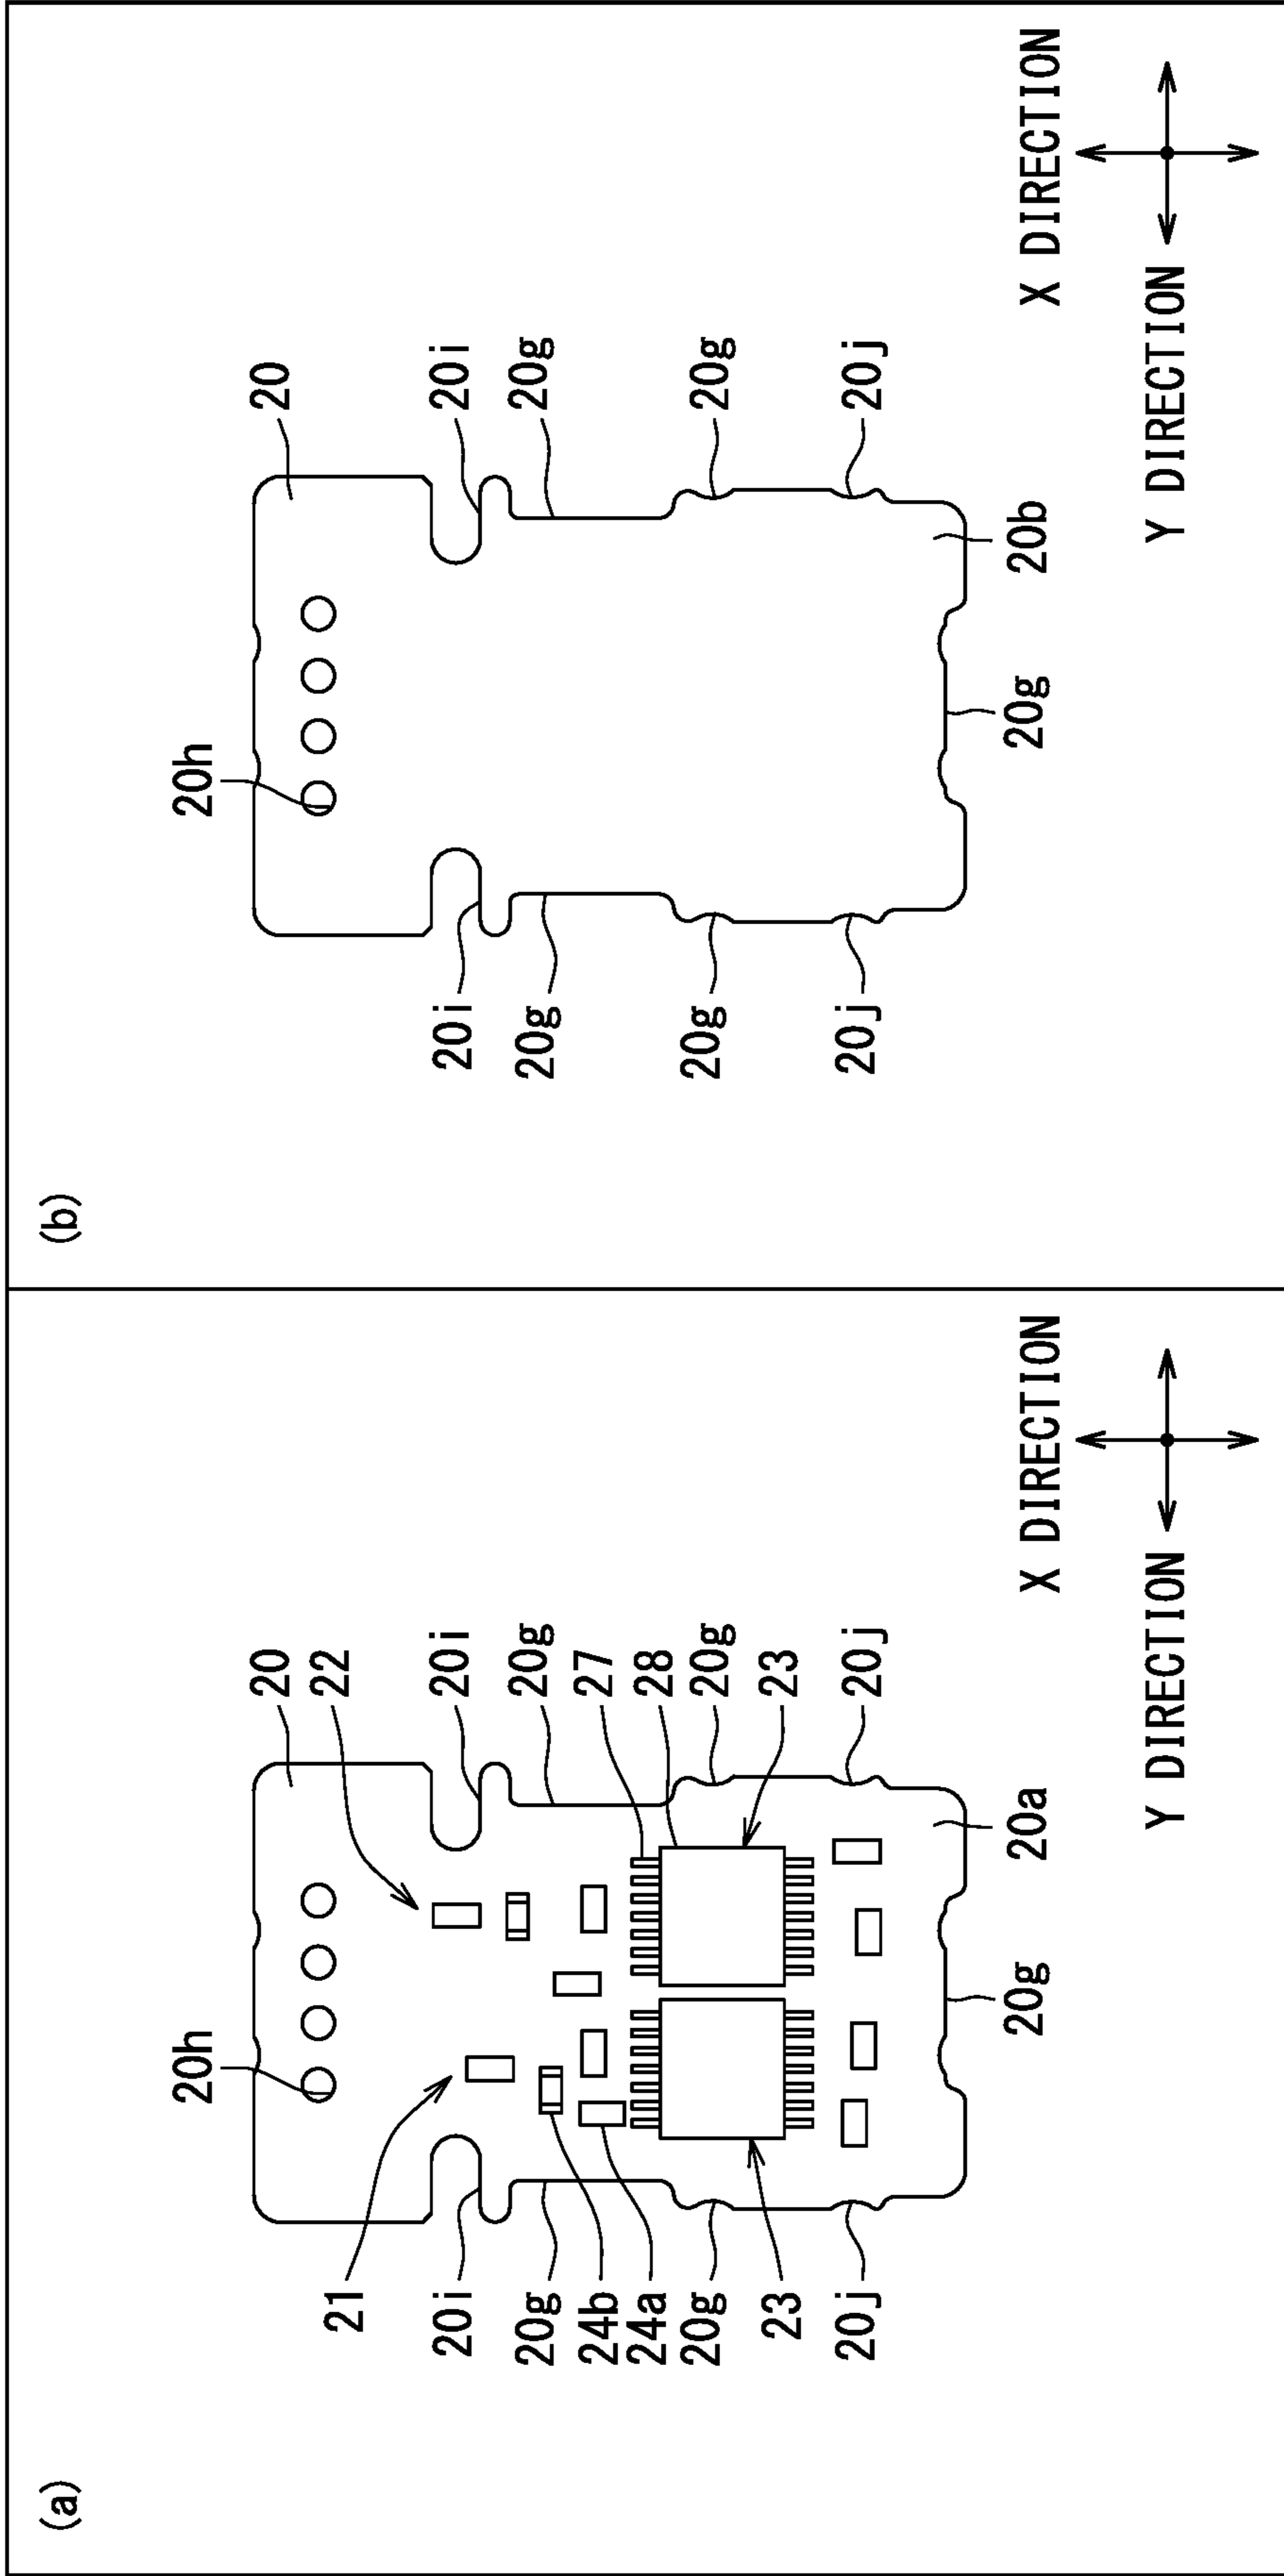 (a)
20h
20
22
21
20i
20i
20g
20g
24b
27
24a
28
20g
20g
23
23
20j
20j
20g
20a
X DIRECTION
Y DIRECTION
(b)
20h
20
20i
20i
20g
20g
20g
20g
20j
20j
20g
20b
X DIRECTION
Y DIRECTION